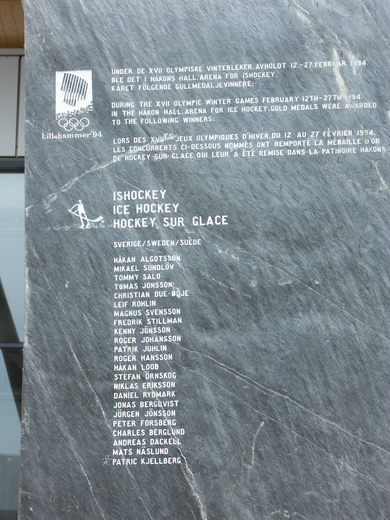 Lillehammer'94
UNDER DE XVII OLYMPISKE VINTERLEKER, AVHOLDT 12.-27. FEBRUAR 1994,
BLE DET I HÅKONS HALL, ARENA FOR ISHOCKEY,
KÅRET FØLGENDE GULLMEDALJEVINNERE:
DURING THE XVII OLYMPIC WINTER GAMES FEBRUARY 12TH-27TH 1994
IN THE HÅKON HALL, ARENA FOR ICE HOCKEY, GOLD MEDALS WERE AWARDED
TO THE FOLLOWING WINNERS:
LORS DES XVIIES JEUX OLYMPIQUES D'HIVER, DU 12 AU 27 FÉVRIER 1994,
LES CONCURRENTS CI-DESSOUS NOMMÉS ONT REMPORTÉ LA MÉDAILLE D'OR
DE HOCKEY SUR GLACE, QUI LEUR A ÉTÉ REMISE DANS LA PATINOIRE HÅKONS
ISHOCKEY
ICE HOCKEY
HOCKEY SUR GLACE
SVERIGE/SWEDEN/SUEDE
HÅKAN ALGOTSSON
MIKAEL SUNDLÖV
TOMMY SALO
TOMAS JONSSON
CHRISTIAN DUE-BOJE
LEIF ROHLIN
MAGNUS SVENSSON
FREDRIK STILLMAN
KENNY JÖNSSON
ROGER JOHANSSON
PATRIK JUHLIN
ROGER HANSSON
HÅKAN LOOB
STEFAN ÖRNSKOG
NIKLAS ERIKSSON
DANIEL RYDMARK
JONAS BERGQVIST
JÖRGEN JÖNSSON
PETER FORSBERG
CHARLES BERGLUND
ANDREAS DACKELL
MATS NÄSLUND
PATRIC KJELLBERG